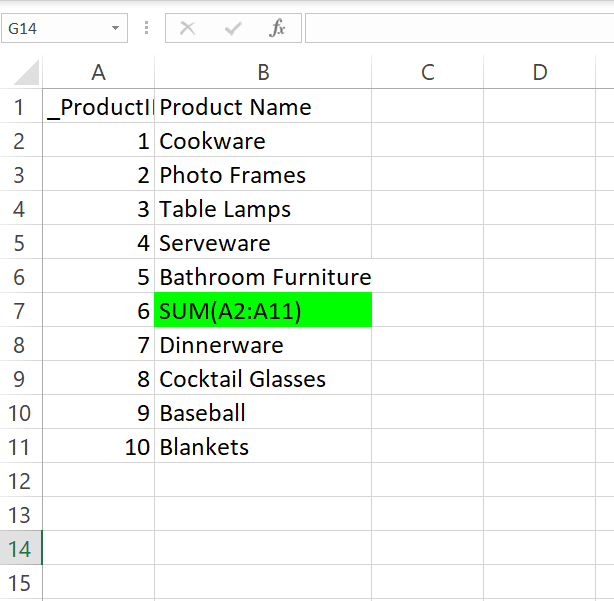 G14 fx
A B C D
1 _ProductI Product Name
2 1 Cookware
3 2 Photo Frames
4 3 Table Lamps
5 4 Serveware
6 5 Bathroom Furniture
7 6 SUM(A2:A11)
8 7 Dinnerware
9 8 Cocktail Glasses
10 9 Baseball
11 10 Blankets
12
13
14
15